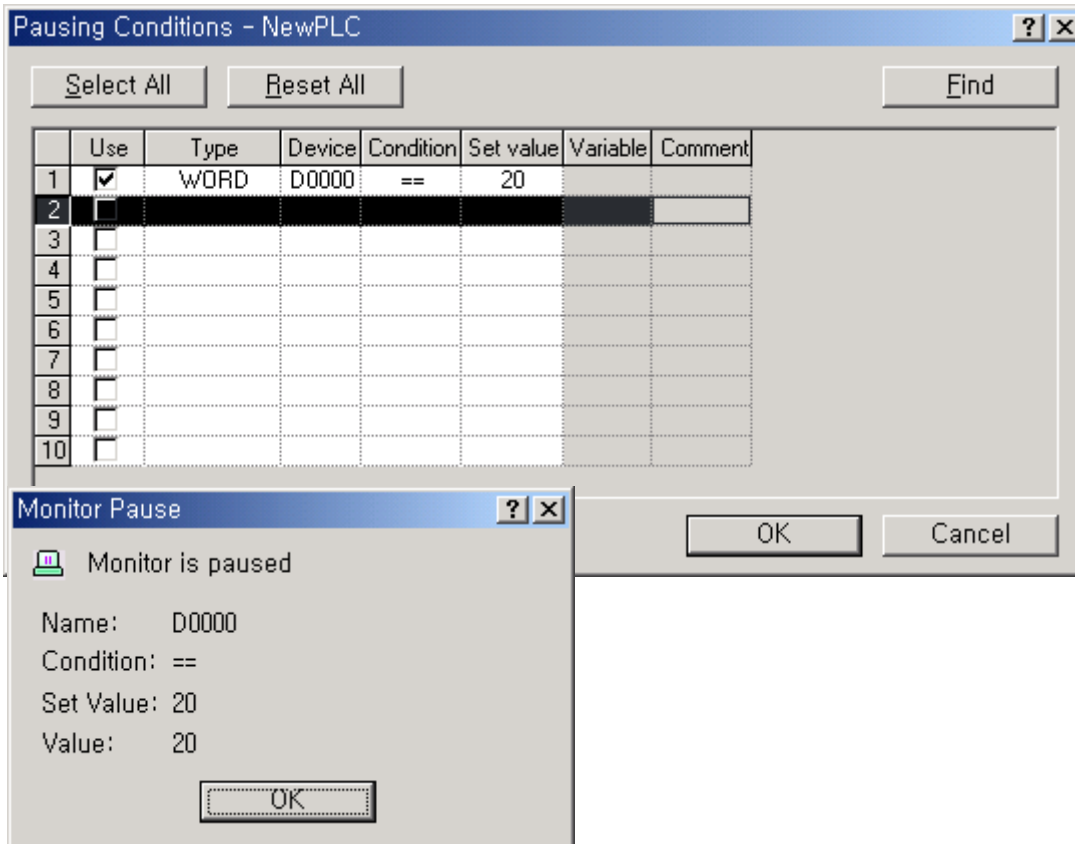 Pausing Conditions - NewPLC
Select All Reset All Find
Use Type Device Condition Set value Variable Comment
1 WORD D0000 == 20
2
3
4
5
6
7
8
9
10
OK Cancel
Monitor Pause
Monitor is paused
Name: D0000
Condition: ==
Set Value: 20
Value: 20
OK